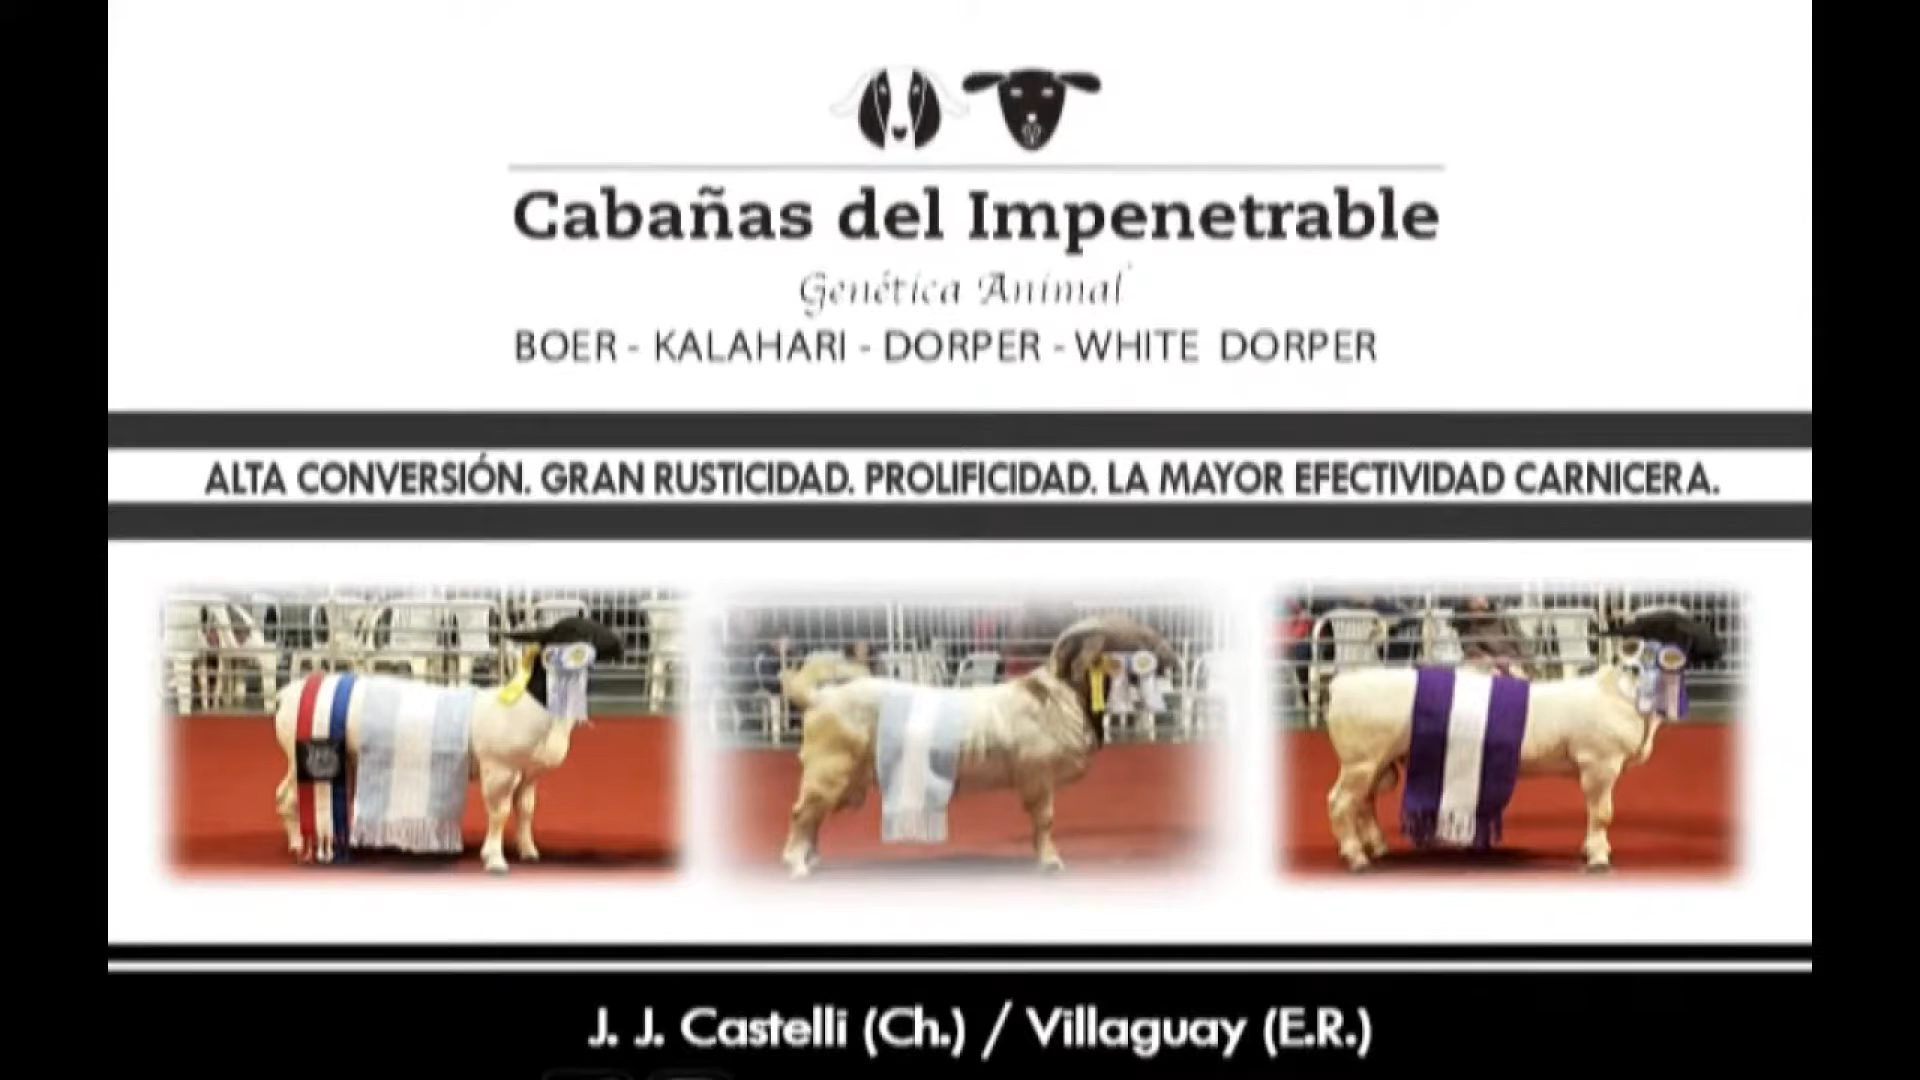 Cabañas del Impenetrable
Genética Animal
BOER - KALAHARI - DORPER - WHITE DORPER
ALTA CONVERSIÓN. GRAN RUSTICIDAD. PROLIFICIDAD. LA MAYOR EFECTIVIDAD CARNICERA.
J. J. Castelli (Ch.) / Villaguay (E.R.)